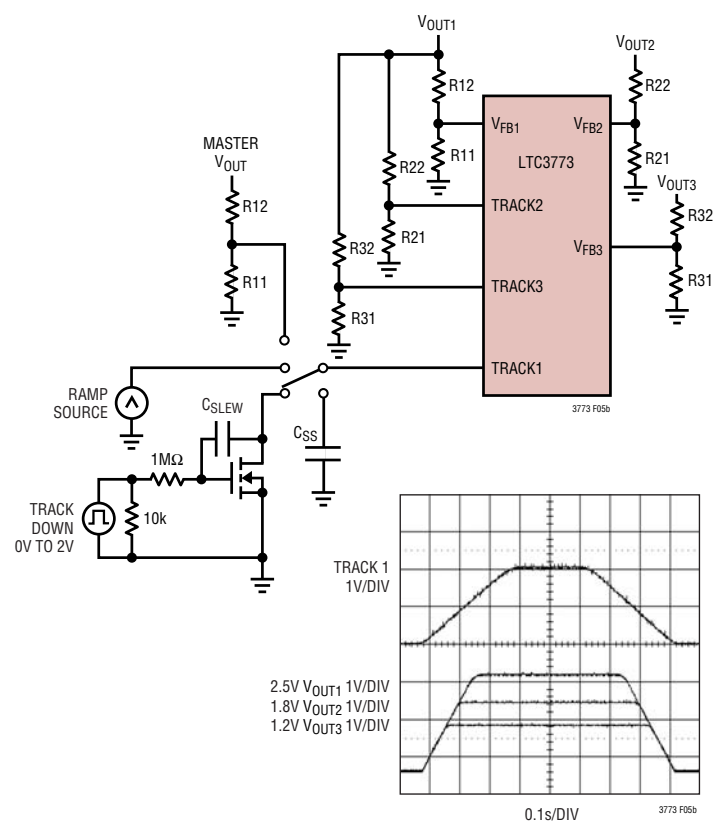 VOUT1
VOUT2
R12
R22
VFB1
VFB2
MASTER
VOUT
R11
LTC3773
R21
R22
VOUT3
R12
TRACK2
R32
R32
R21
VFB3
R11
TRACK3
R31
R31
TRACK1
RAMP
SOURCE
3773 F05b
CSLEW
CSS
1MΩ
TRACK
DOWN
0V TO 2V
10k
TRACK 1
1V/DIV
2.5V VOUT1 1V/DIV
1.8V VOUT2 1V/DIV
1.2V VOUT3 1V/DIV
0.1s/DIV
3773 F05b